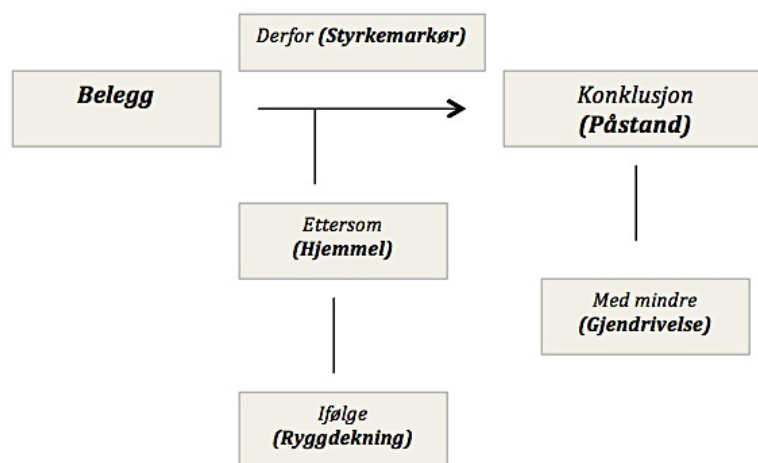 Derfor (Styrkemarkør)
Belegg
Konklusjon
(Påstand)
Ettersom
(Hjemmel)
Med mindre
(Gjendrivelse)
Ifølge
(Ryggdekning)